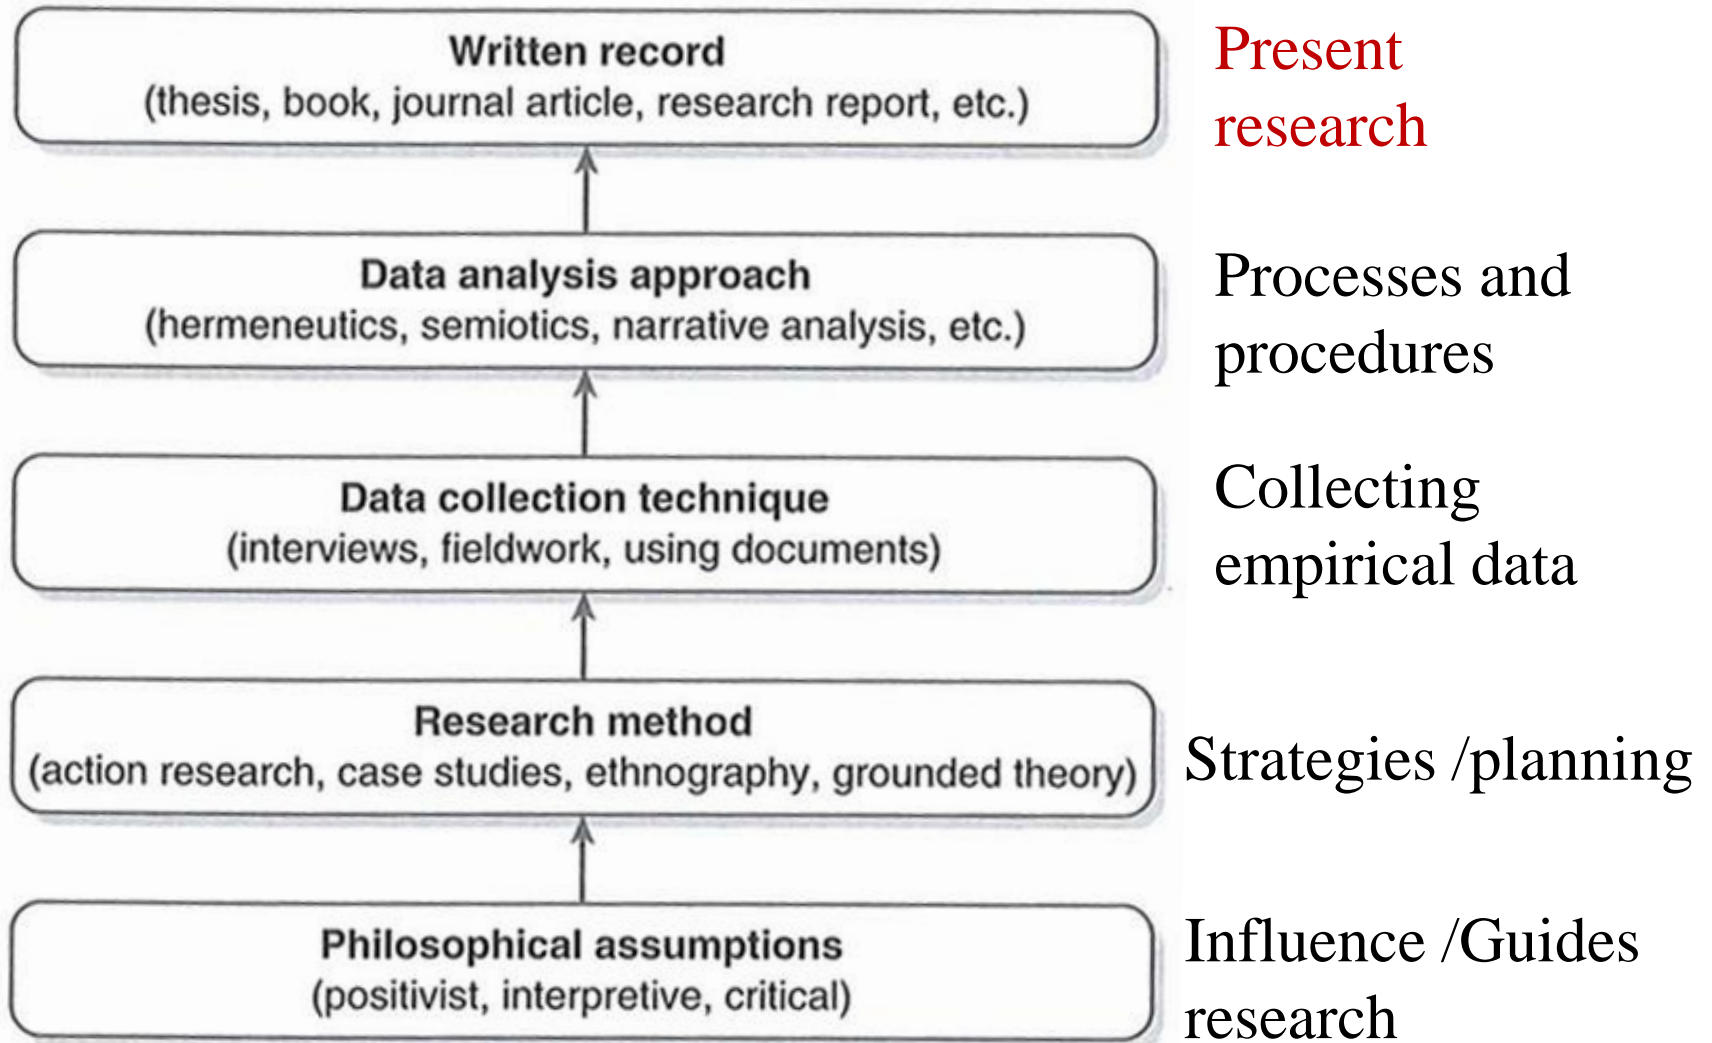 Written record
(thesis, book, journal article, research report, etc.)
Present
research
Data analysis approach
(hermeneutics, semiotics, narrative analysis, etc.)
Processes and
procedures
Data collection technique
(interviews, fieldwork, using documents)
Collecting
empirical data
Research method
(action research, case studies, ethnography, grounded theory)
Strategies /planning
Philosophical assumptions
(positivist, interpretive, critical)
Influence /Guides
research